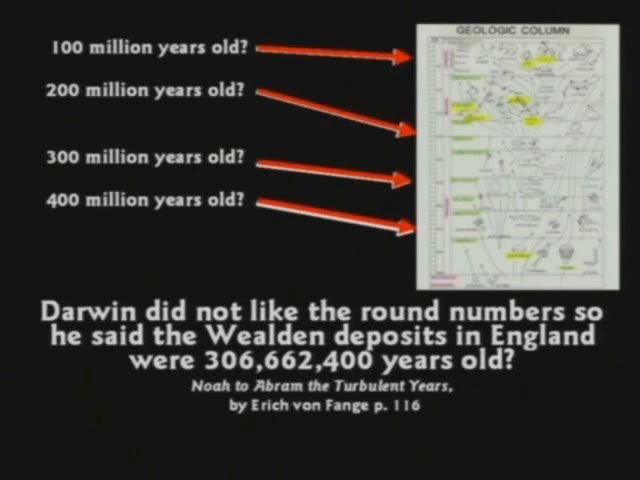 100 million years old?
200 million years old?
300 million years old?
400 million years old?
GEOLOGIC COLUMN
Darwin did not like the round numbers so
he said the Wealden deposits in England
were 306,662,400 years old?
Noah to Abram the Turbulent Years,
by Erich von Fange p. 116